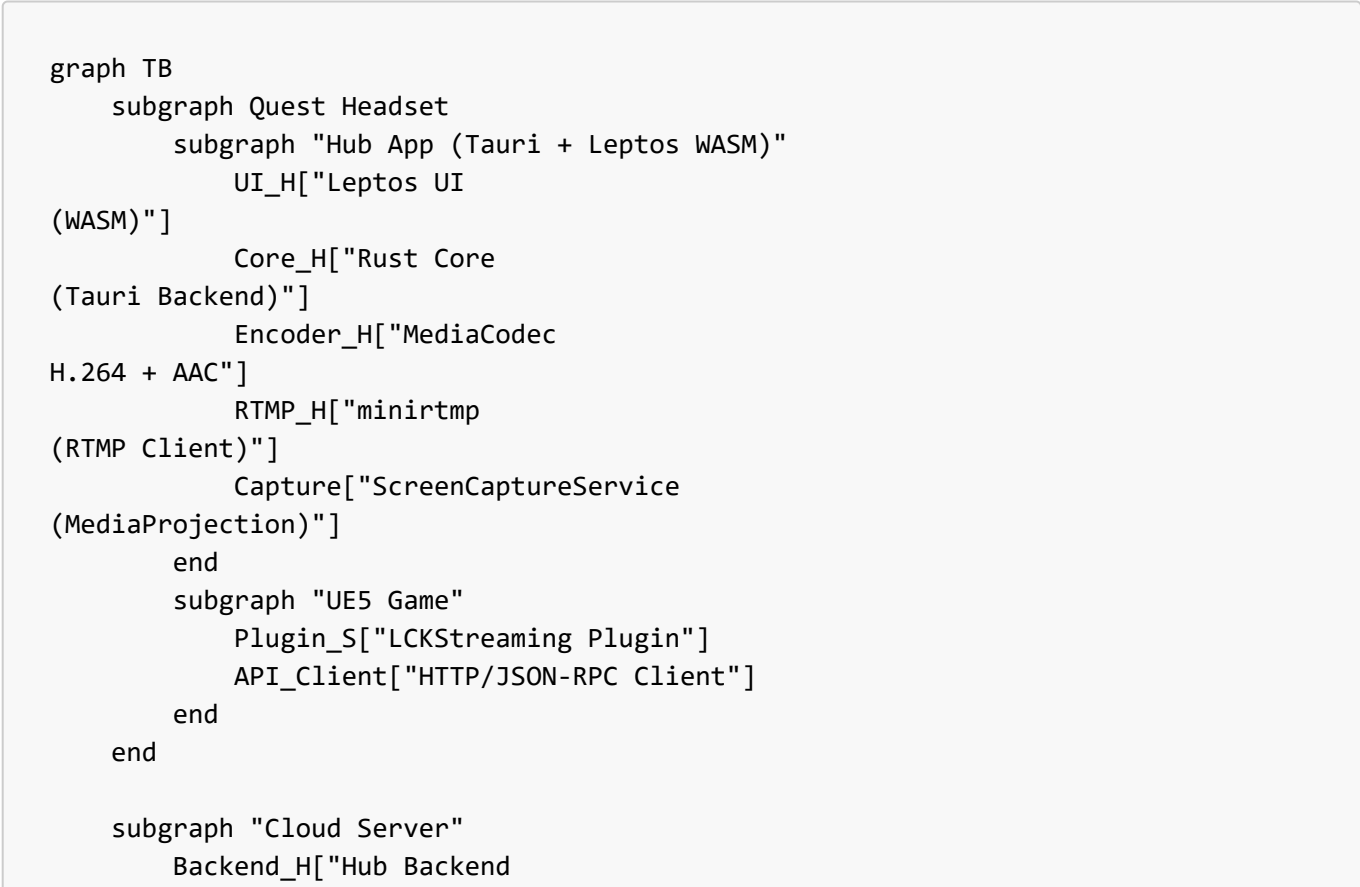 graph TB
    subgraph Quest Headset
        subgraph "Hub App (Tauri + Leptos WASM)"
            UI_H["Leptos UI
(WASM)"]
            Core_H["Rust Core
(Tauri Backend)"]
            Encoder_H["MediaCodec
H.264 + AAC"]
            RTMP_H["minirtmp
(RTMP Client)"]
            Capture["ScreenCaptureService
(MediaProjection)"]
        end
        subgraph "UE5 Game"
            Plugin_S["LCKStreaming Plugin"]
            API_Client["HTTP/JSON-RPC Client"]
        end
    end

    subgraph "Cloud Server"
        Backend_H["Hub Backend